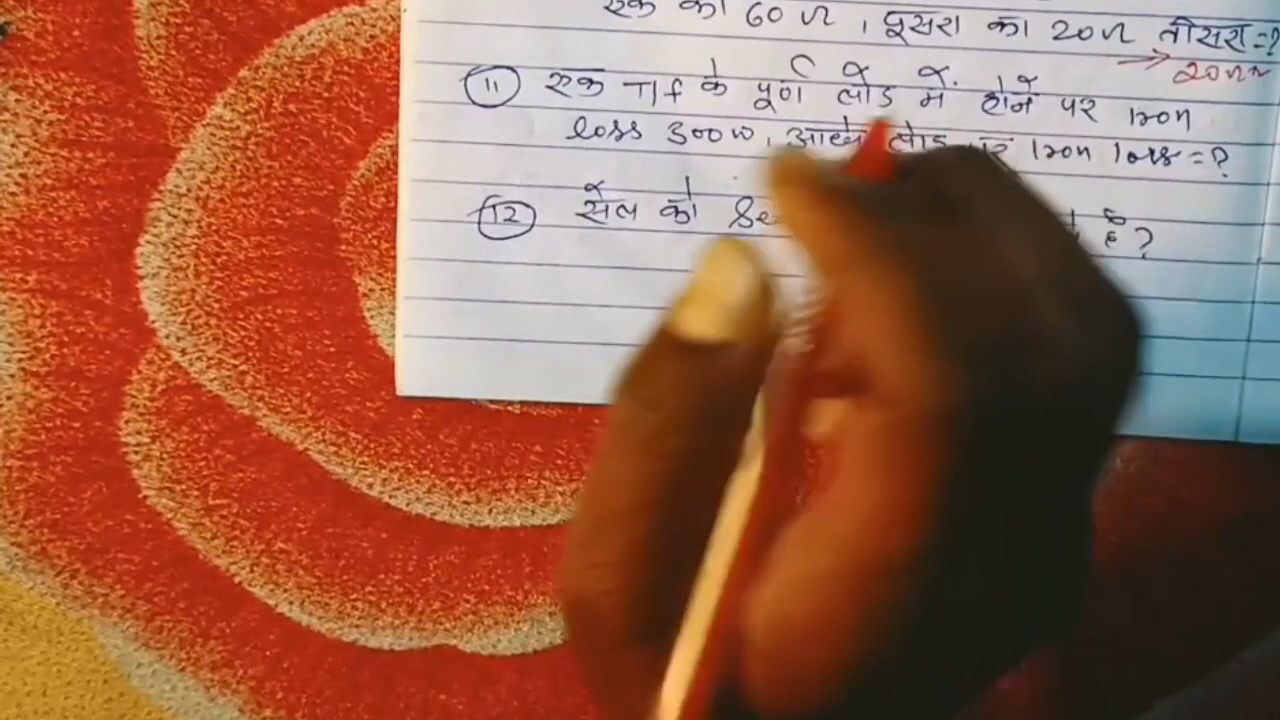 एक का 60 Ω, दूसरा का 20 Ω तीसरा = ?
→ 20 Ω
11 एक T/f के पूर्ण लोड में होने पर Iron
loss 300 W, आधे लोड पर Iron loss = ?
12 सेल को है ?